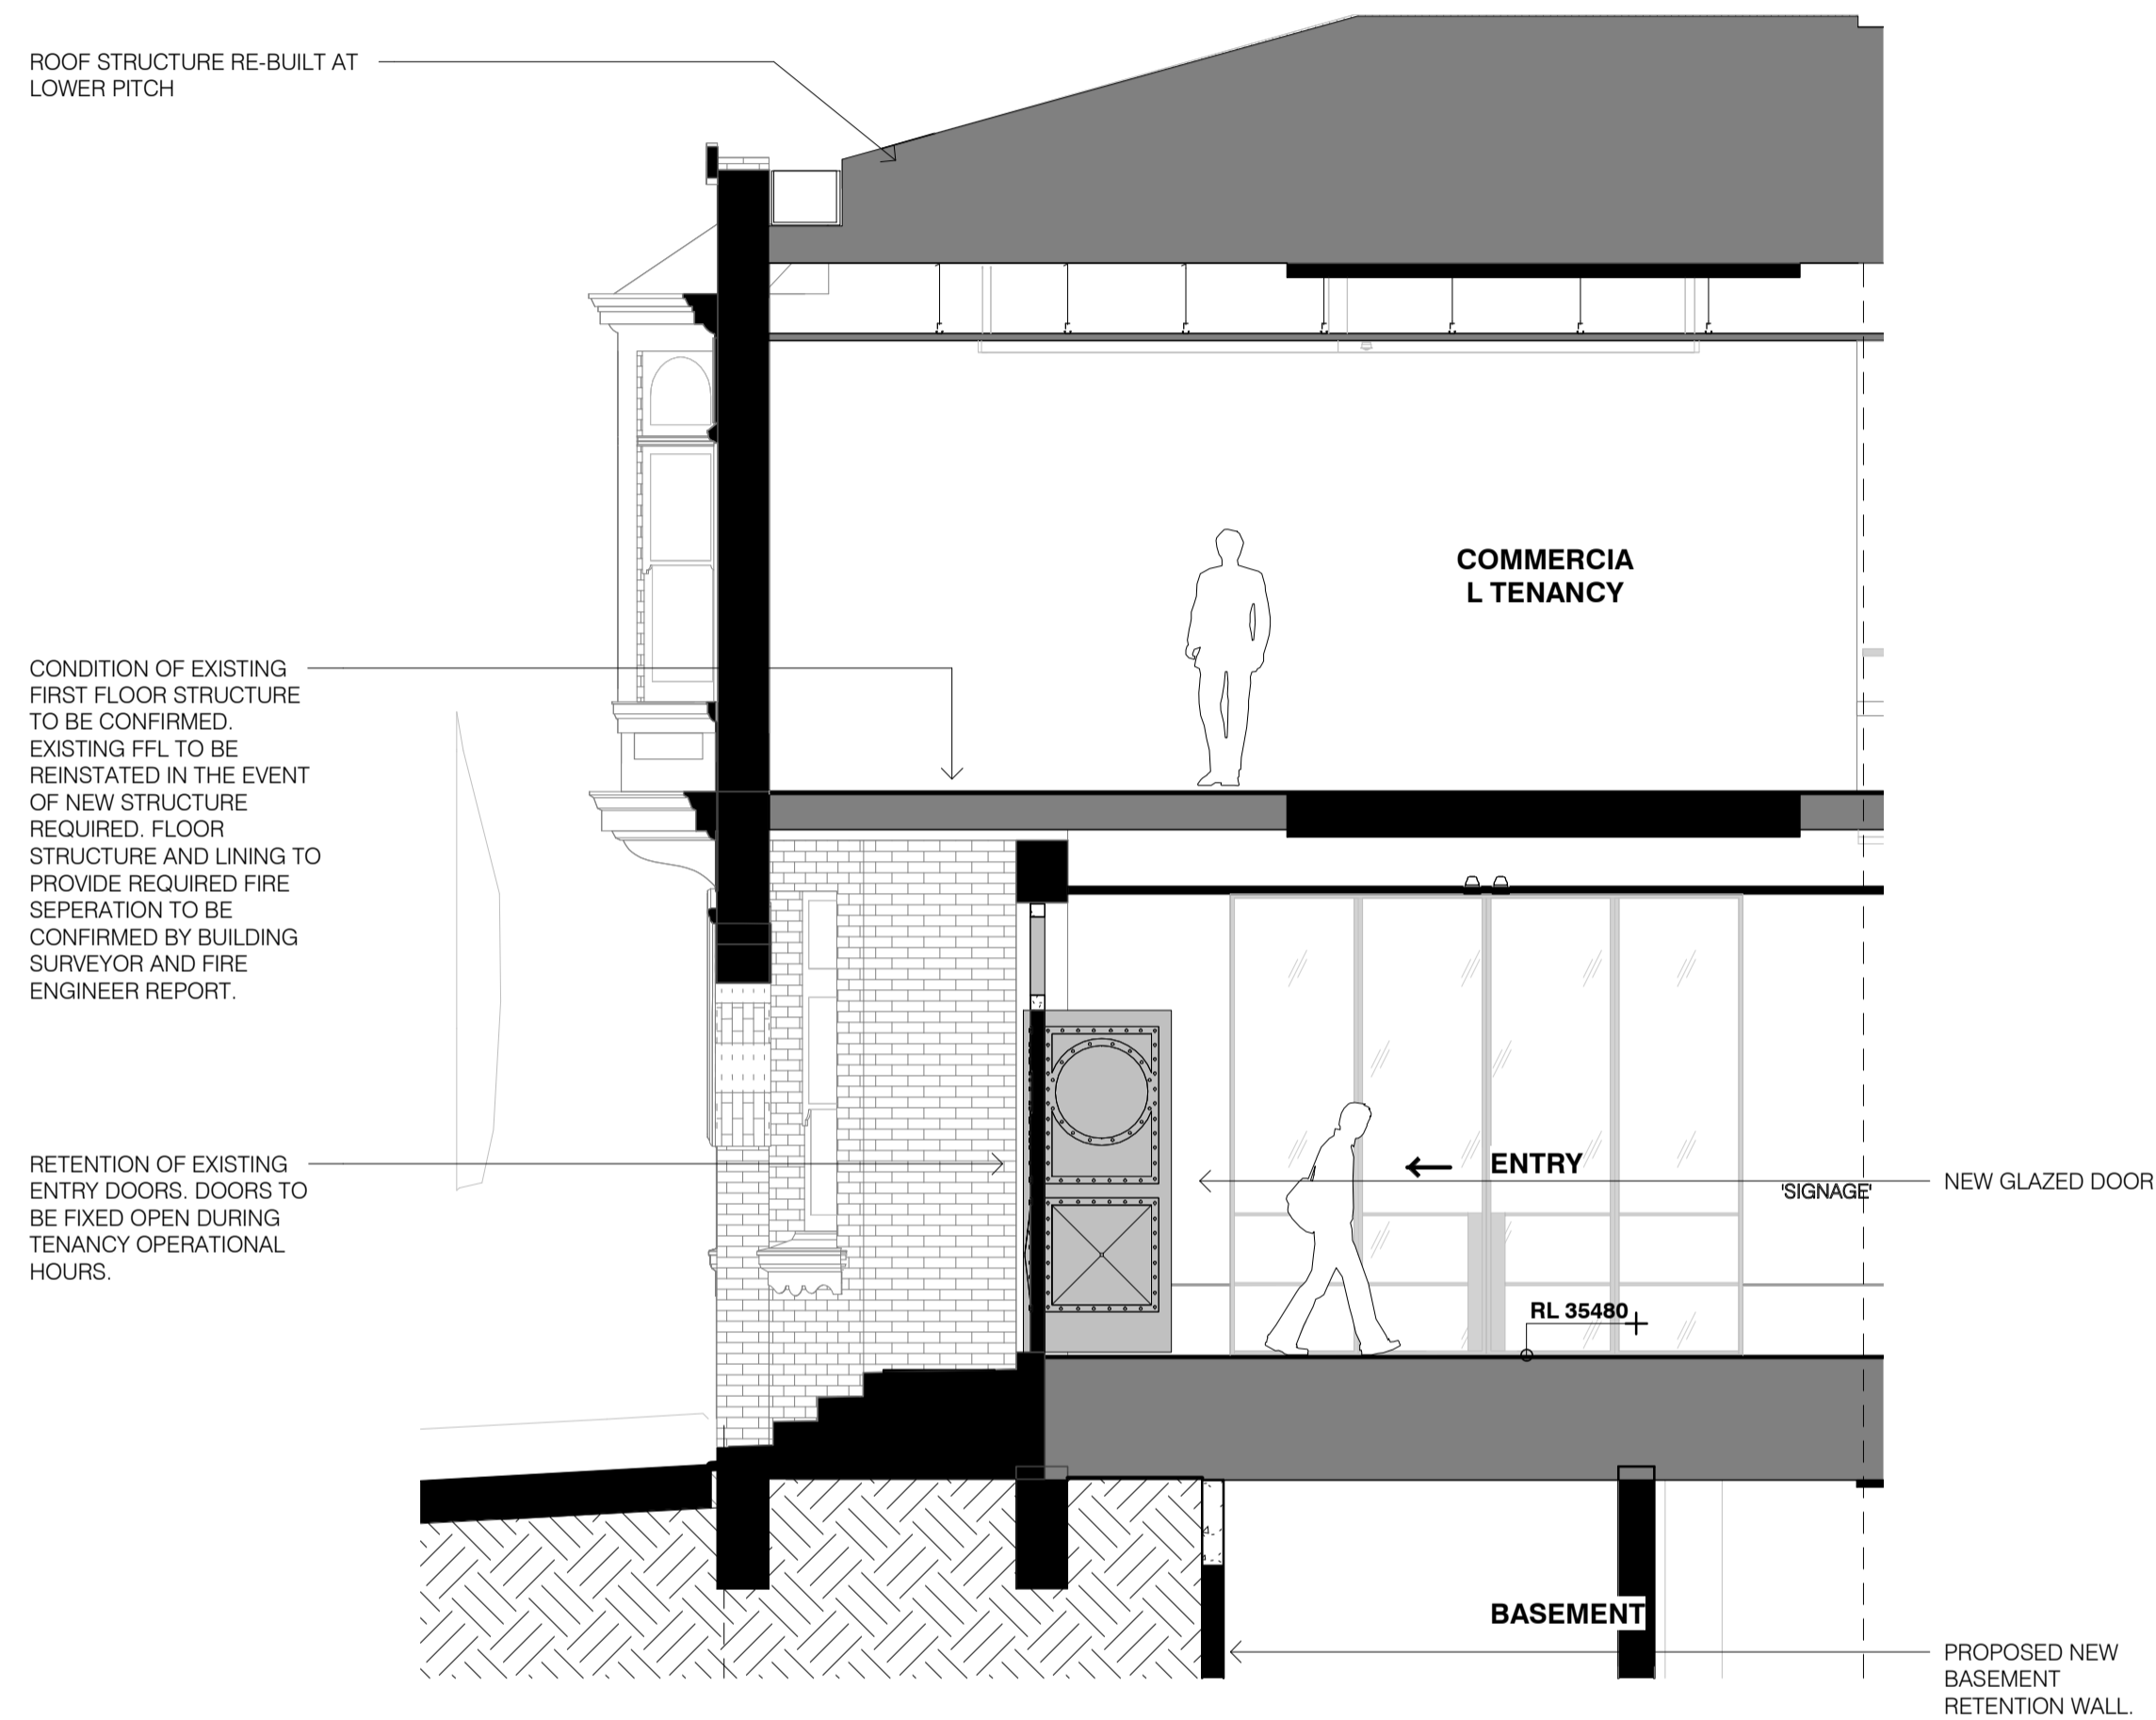 ROOF STRUCTURE RE-BUILT AT
LOWER PITCH
COMMERCIA
L TENANCY
CONDITION OF EXISTING
FIRST FLOOR STRUCTURE
TO BE CONFIRMED.
EXISTING FFL TO BE
REINSTATED IN THE EVENT
OF NEW STRUCTURE
REQUIRED. FLOOR
STRUCTURE AND LINING TO
PROVIDE REQUIRED FIRE
SEPERATION TO BE
CONFIRMED BY BUILDING
SURVEYOR AND FIRE
ENGINEER REPORT.
RETENTION OF EXISTING
ENTRY DOORS. DOORS TO
BE FIXED OPEN DURING
TENANCY OPERATIONAL
HOURS.
ENTRY
'SIGNAGE'
NEW GLAZED DOOR
RL 35480
BASEMENT
PROPOSED NEW
BASEMENT
RETENTION WALL.